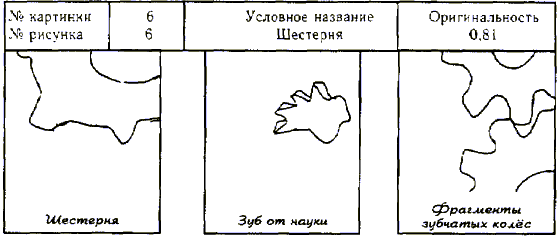 № картинки
№ рисунка
6
6
Условное название
Шестерня
Оригинальность
0,81
Шестерня
Зуб от науки
Фрагменты
зубчатых колёс